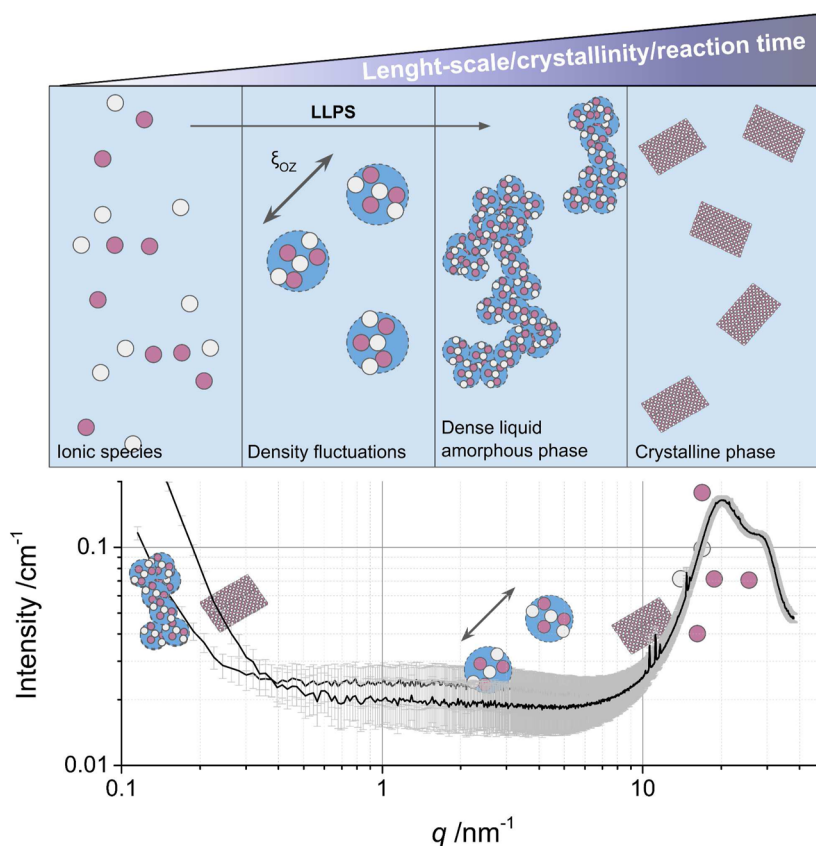 Lenght-scale/crystallinity/reaction time
LLPS
ξOZ
Ionic species
Density fluctuations
Dense liquid
amorphous phase
Crystalline phase
Intensity /cm⁻¹
0.1
0.01
0.1
1
10
q /nm⁻¹